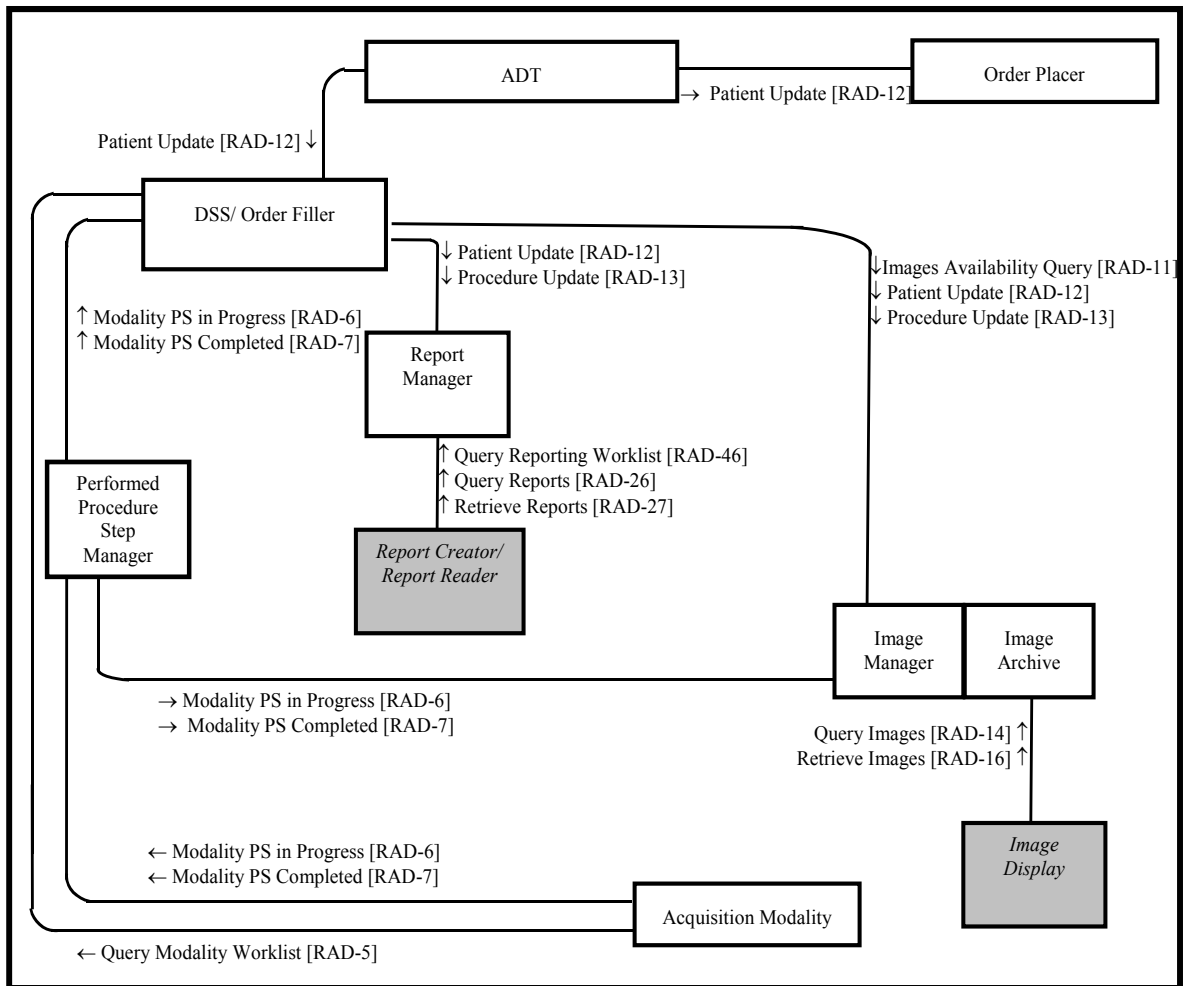 ADT
Order Placer
→ Patient Update [RAD-12]
Patient Update [RAD-12] ↓
DSS/ Order Filler
↓ Patient Update [RAD-12]
↓ Procedure Update [RAD-13]
↓Images Availability Query [RAD-11]
↓ Patient Update [RAD-12]
↓ Procedure Update [RAD-13]
↑ Modality PS in Progress [RAD-6]
↑ Modality PS Completed [RAD-7]
Report
Manager
↑ Query Reporting Worklist [RAD-46]
↑ Query Reports [RAD-26]
↑ Retrieve Reports [RAD-27]
Performed
Procedure
Step
Manager
Report Creator/
Report Reader
Image
Manager
Image
Archive
→ Modality PS in Progress [RAD-6]
→ Modality PS Completed [RAD-7]
Query Images [RAD-14] ↑
Retrieve Images [RAD-16] ↑
Image
Display
← Modality PS in Progress [RAD-6]
← Modality PS Completed [RAD-7]
Acquisition Modality
← Query Modality Worklist [RAD-5]